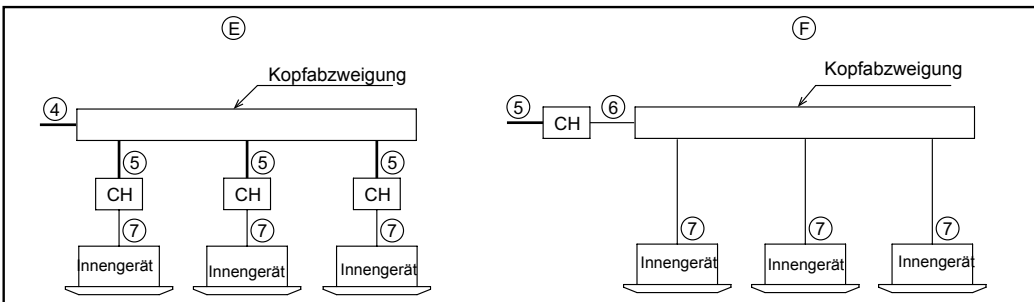 Ⓔ
Kopfabzweigung
④
⑤ ⑤ ⑤
CH CH CH
⑦ ⑦ ⑦
Innengerät Innengerät Innengerät
Ⓕ
Kopfabzweigung
⑤ CH ⑥
⑦ ⑦ ⑦
Innengerät Innengerät Innengerät